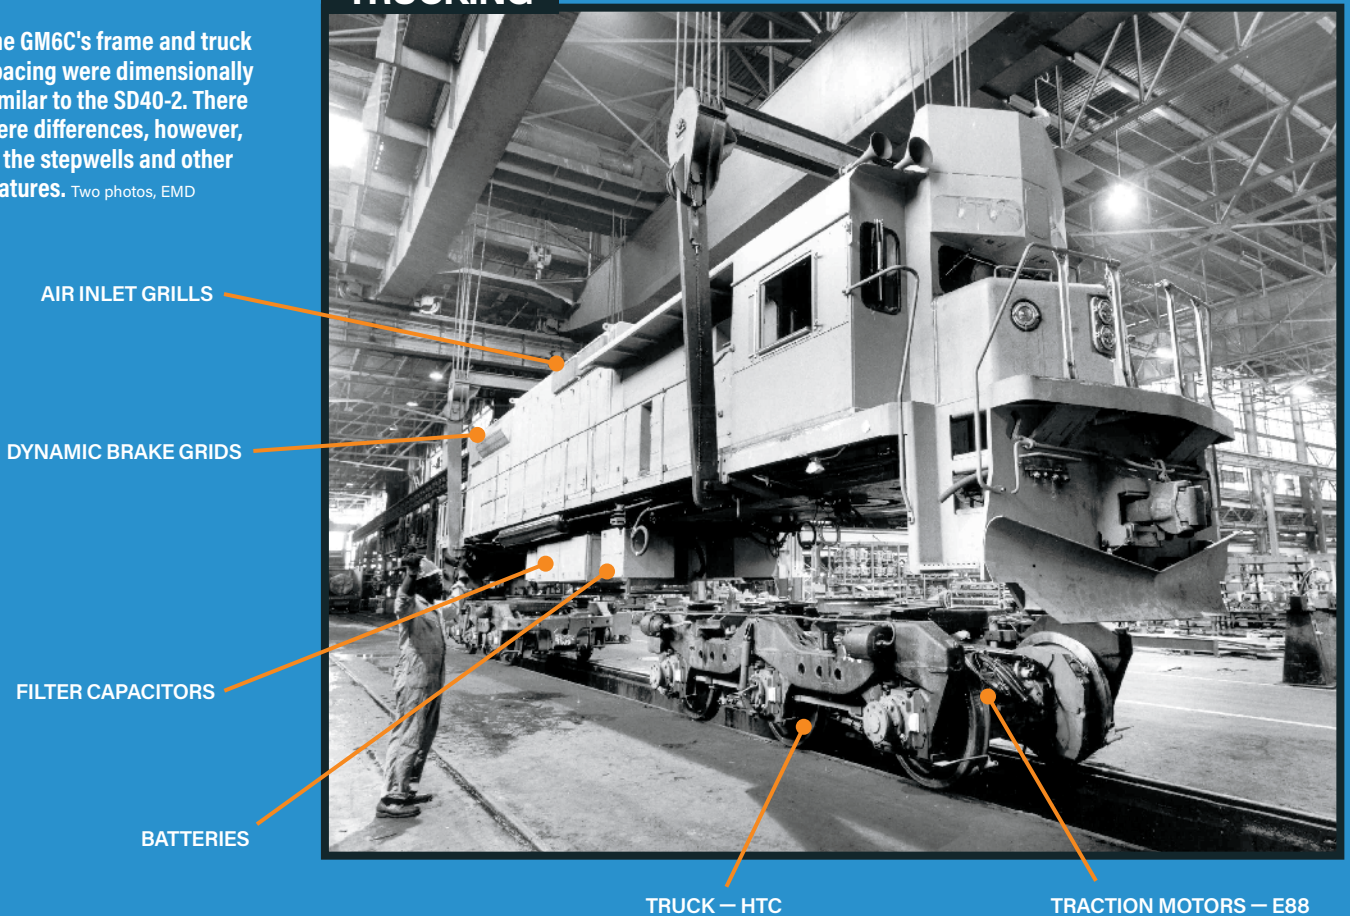 TRUCKING
he GM6C's frame and truck
pacing were dimensionally
milar to the SD40-2. There
ere differences, however,
the stepwells and other
atures. Two photos, EMD
AIR INLET GRILLS
DYNAMIC BRAKE GRIDS
FILTER CAPACITORS
BATTERIES
TRUCK — HTC
TRACTION MOTORS — E88